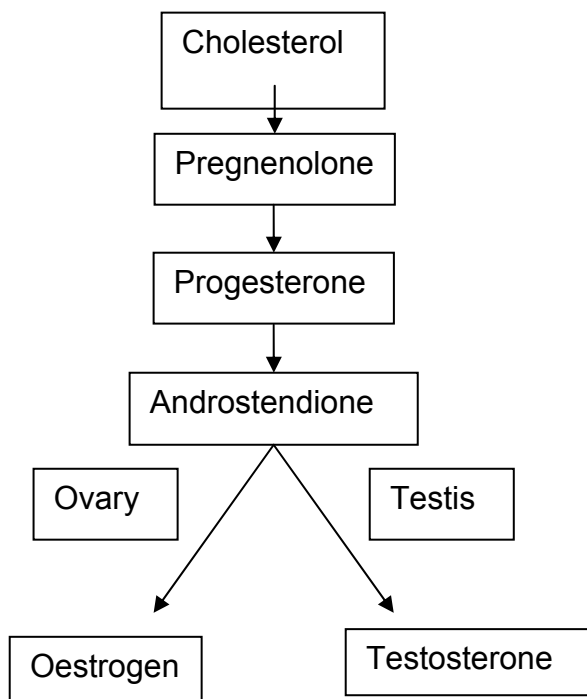 Cholesterol
Pregnenolone
Progesterone
Androstendione
Ovary
Testis
Oestrogen
Testosterone